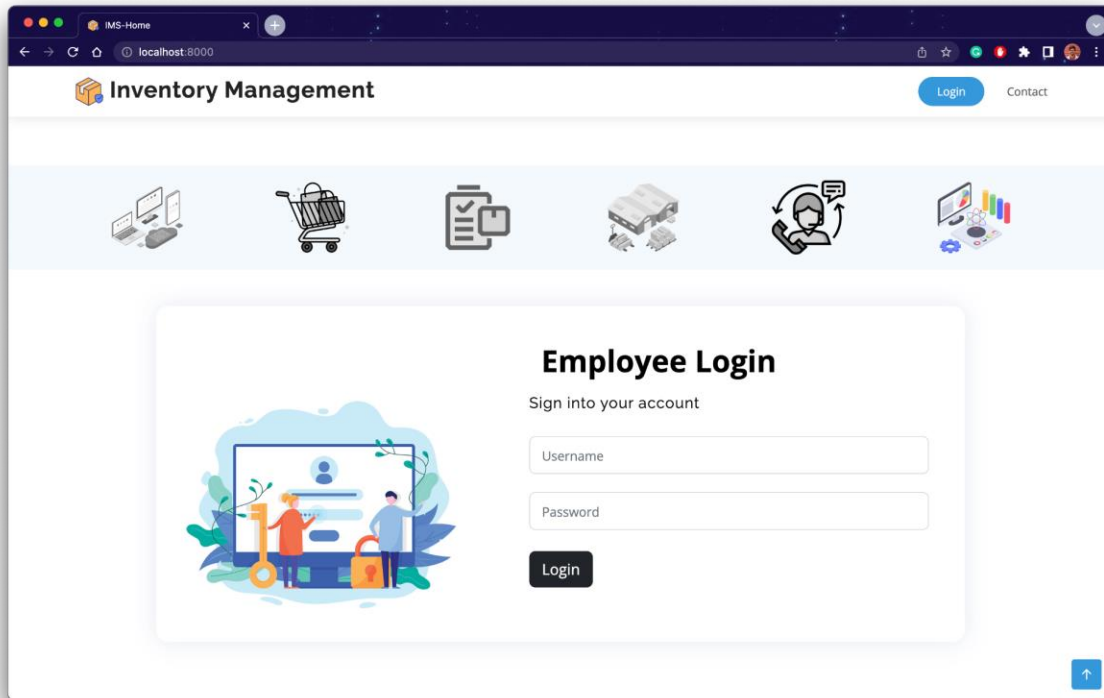 IMS-Home
localhost:8000
Inventory Management
Login
Contact
Employee Login
Sign into your account
Username
Password
Login